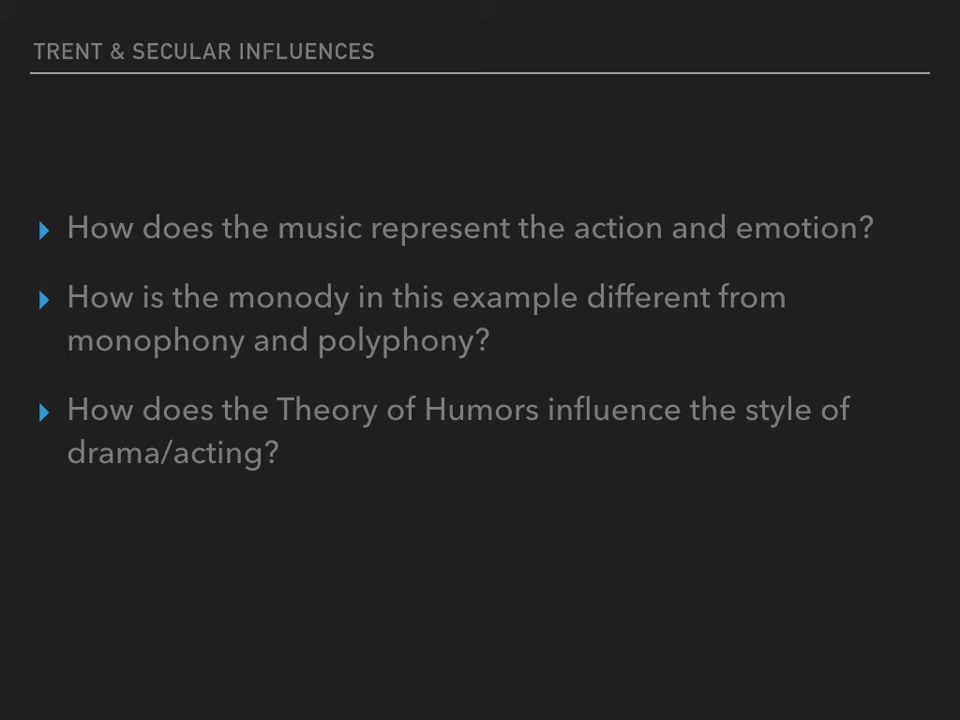 TRENT & SECULAR INFLUENCES
How does the music represent the action and emotion?
How is the monody in this example different from
monophony and polyphony?
How does the Theory of Humors influence the style of
drama/acting?